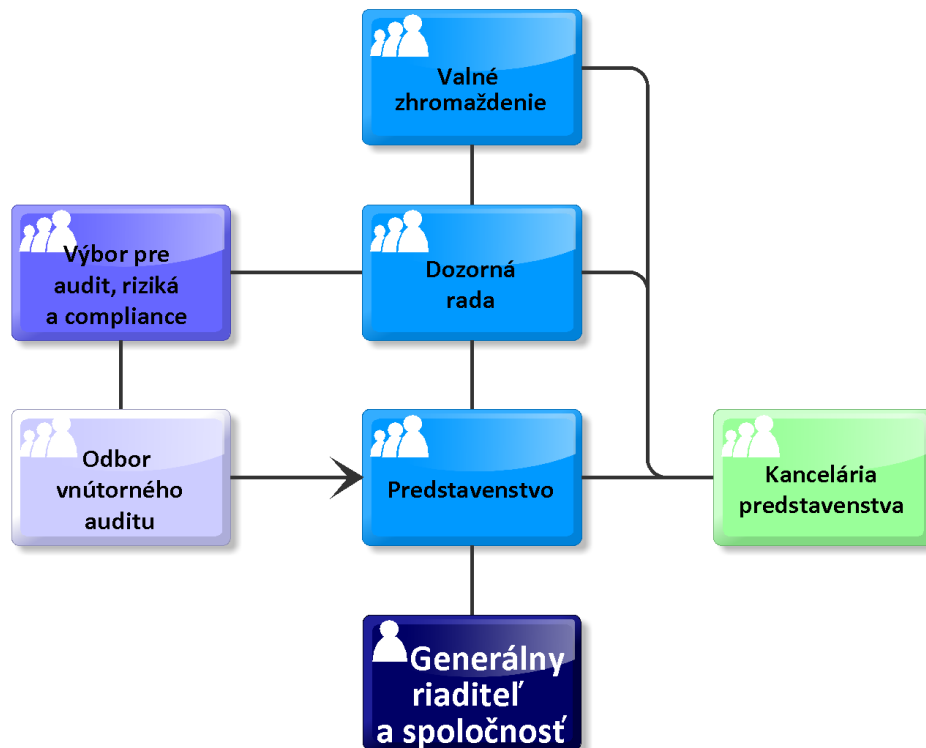 Valné
zhromaždenie
Výbor pre
audit, riziká
a compliance
Dozorná
rada
Odbor
vnútorného
auditu
Predstavenstvo
Kancelária
predstavenstva
Generálny
riaditeľ
a spoločnosť